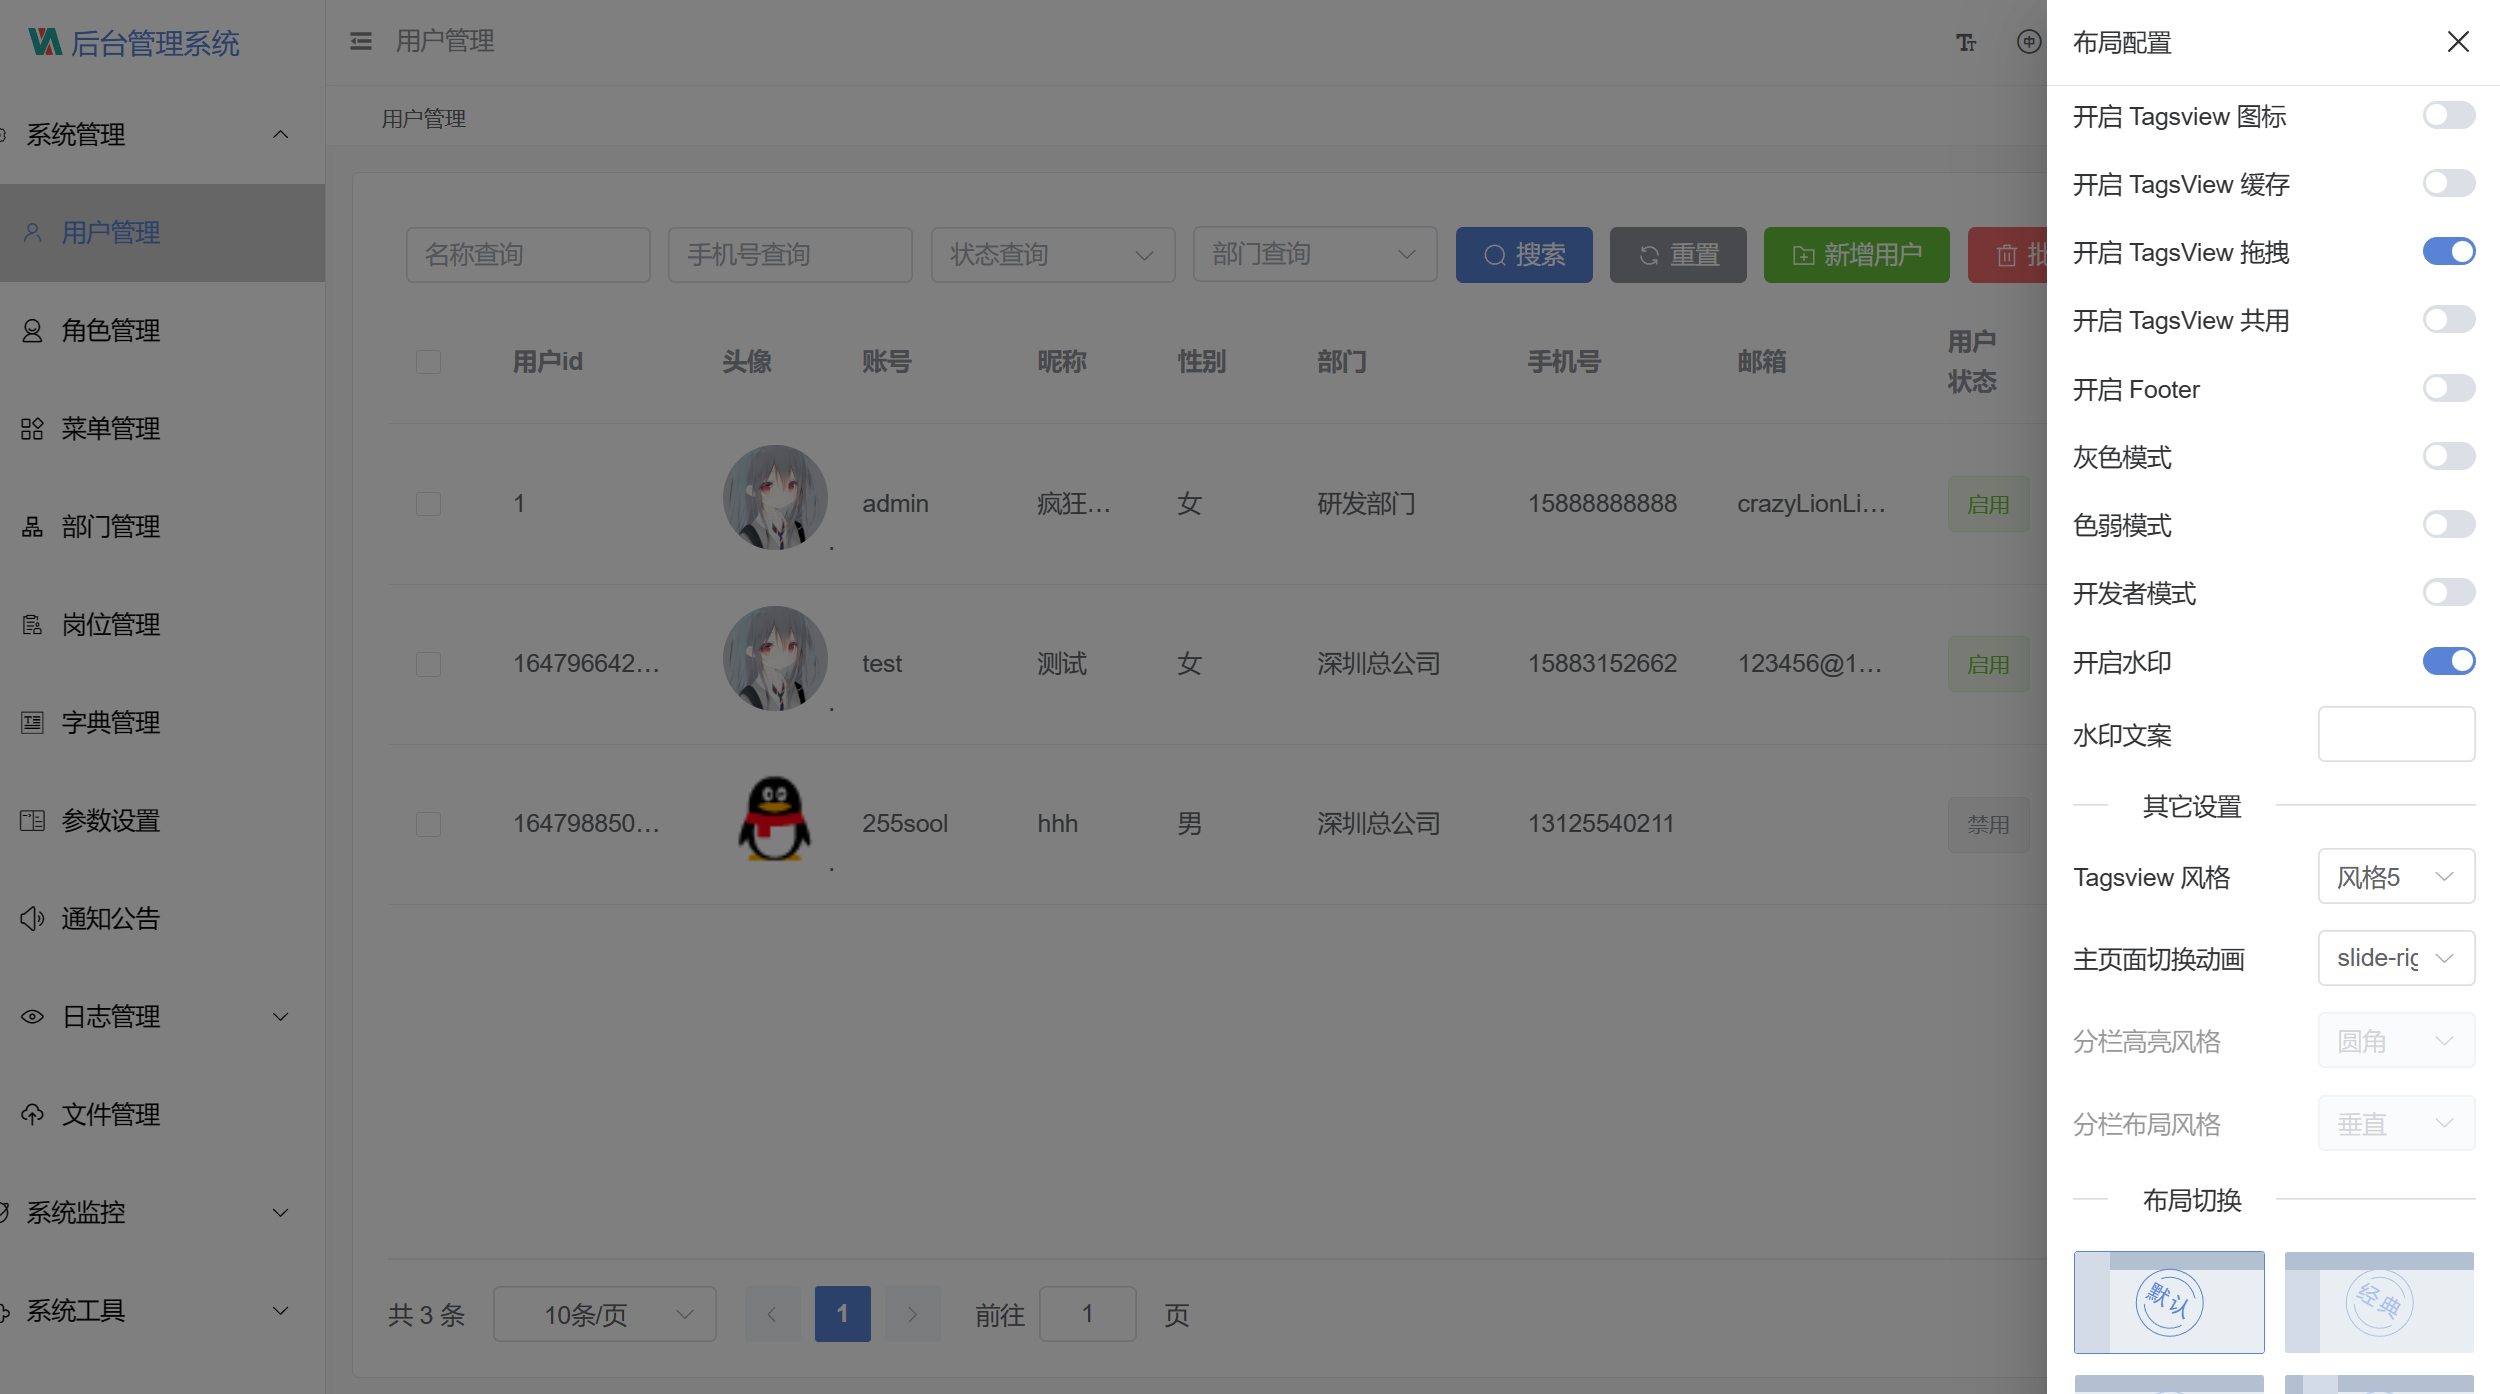 后台管理系统
系统管理
用户管理
角色管理
菜单管理
部门管理
岗位管理
字典管理
参数设置
通知公告
日志管理
文件管理
系统监控
系统工具
用户管理
中
用户管理
名称查询 手机号查询 状态查询 部门查询 搜索 重置 新增用户 批
用户id 头像 账号 昵称 性别 部门 手机号 邮箱 用户状态
1 admin 疯狂... 女 研发部门 15888888888 crazyLionLi... 启用
164796642... test 测试 女 深圳总公司 15883152662 123456@1... 启用
164798850... 255sool hhh 男 深圳总公司 13125540211 禁用
共 3 条 10条/页 1 前往 1 页
布局配置
开启 Tagsview 图标
开启 TagsView 缓存
开启 TagsView 拖拽
开启 TagsView 共用
开启 Footer
灰色模式
色弱模式
开发者模式
开启水印
水印文案
其它设置
Tagsview 风格 风格5
主页面切换动画 slide-rig
分栏高亮风格 圆角
分栏布局风格 垂直
布局切换
默认 经典